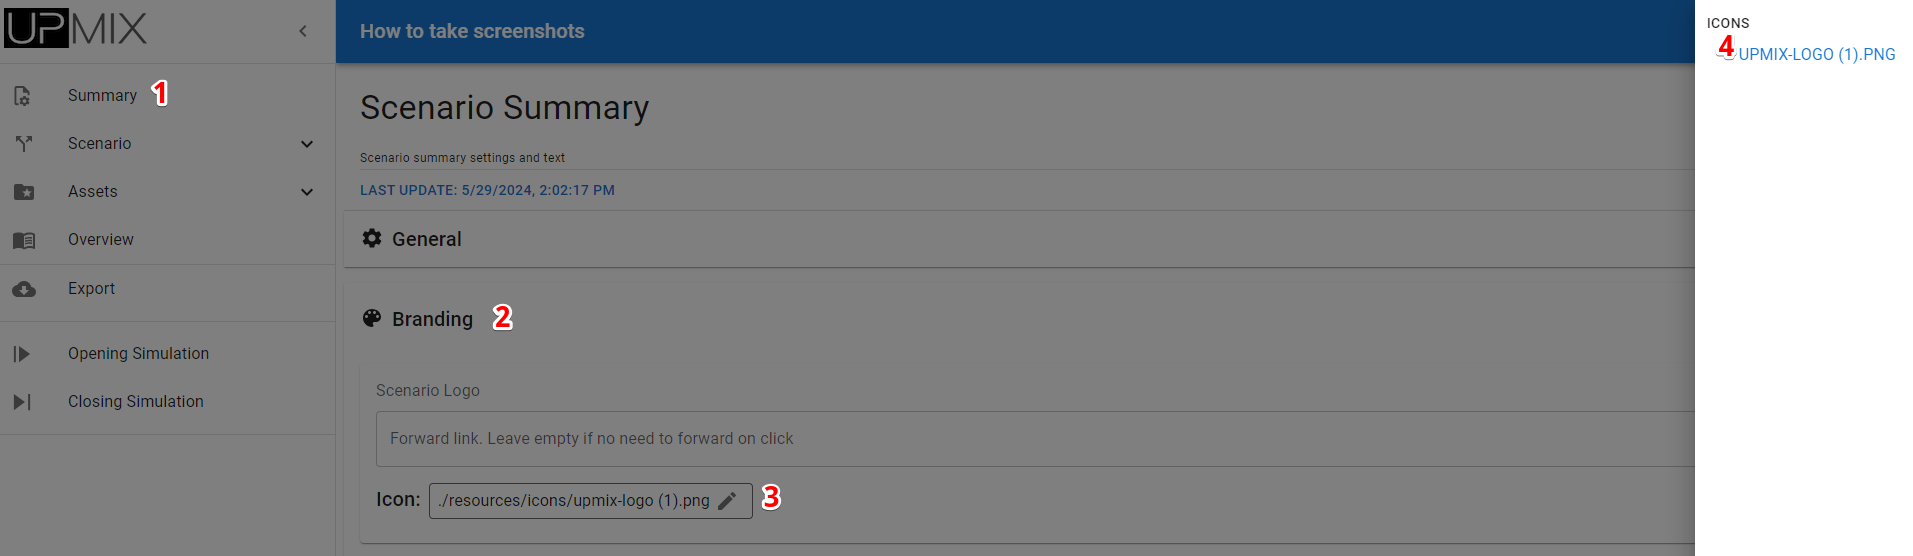 UPMIX
Summary 1
Scenario
Assets
Overview
Export
Opening Simulation
Closing Simulation
How to take screenshots
Scenario Summary
Scenario summary settings and text
LAST UPDATE: 5/29/2024, 2:02:17 PM
General
Branding 2
Scenario Logo
Forward link. Leave empty if no need to forward on click
Icon: ./resources/icons/upmix-logo (1).png 3
ICONS
4 UPMIX-LOGO (1).PNG